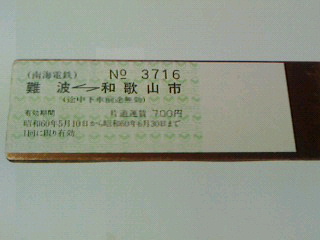 (南海電鉄) No 3716
難波⇔和歌山市
(途中下車前途無効)
有効期間 普通運賃 700円
昭和60年5月10日から昭和60年6月30日まで
1回に限り有効